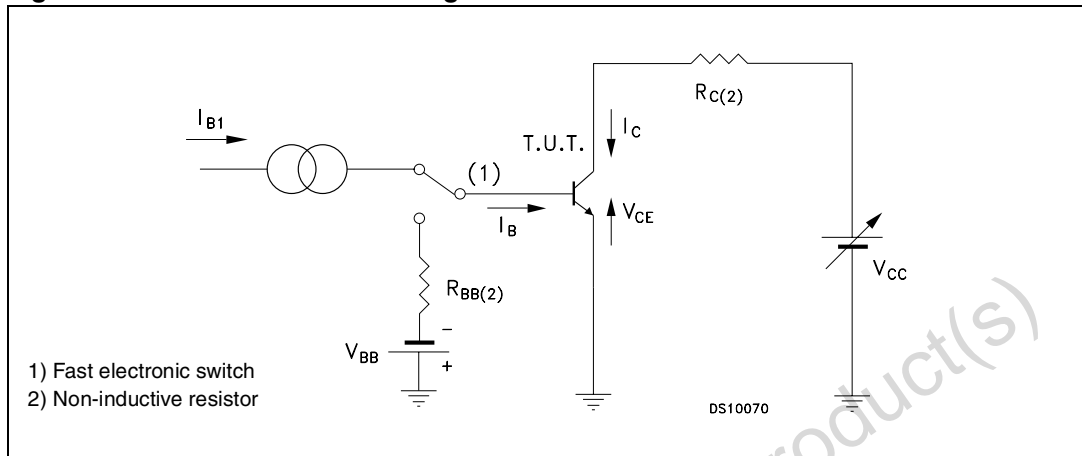 R_C(2)
I_B1
T.U.T.
I_C
(1)
I_B
V_CE
R_BB(2)
V_CC
-
V_BB
+
1) Fast electronic switch
2) Non-inductive resistor
DS10070
roduct(s)